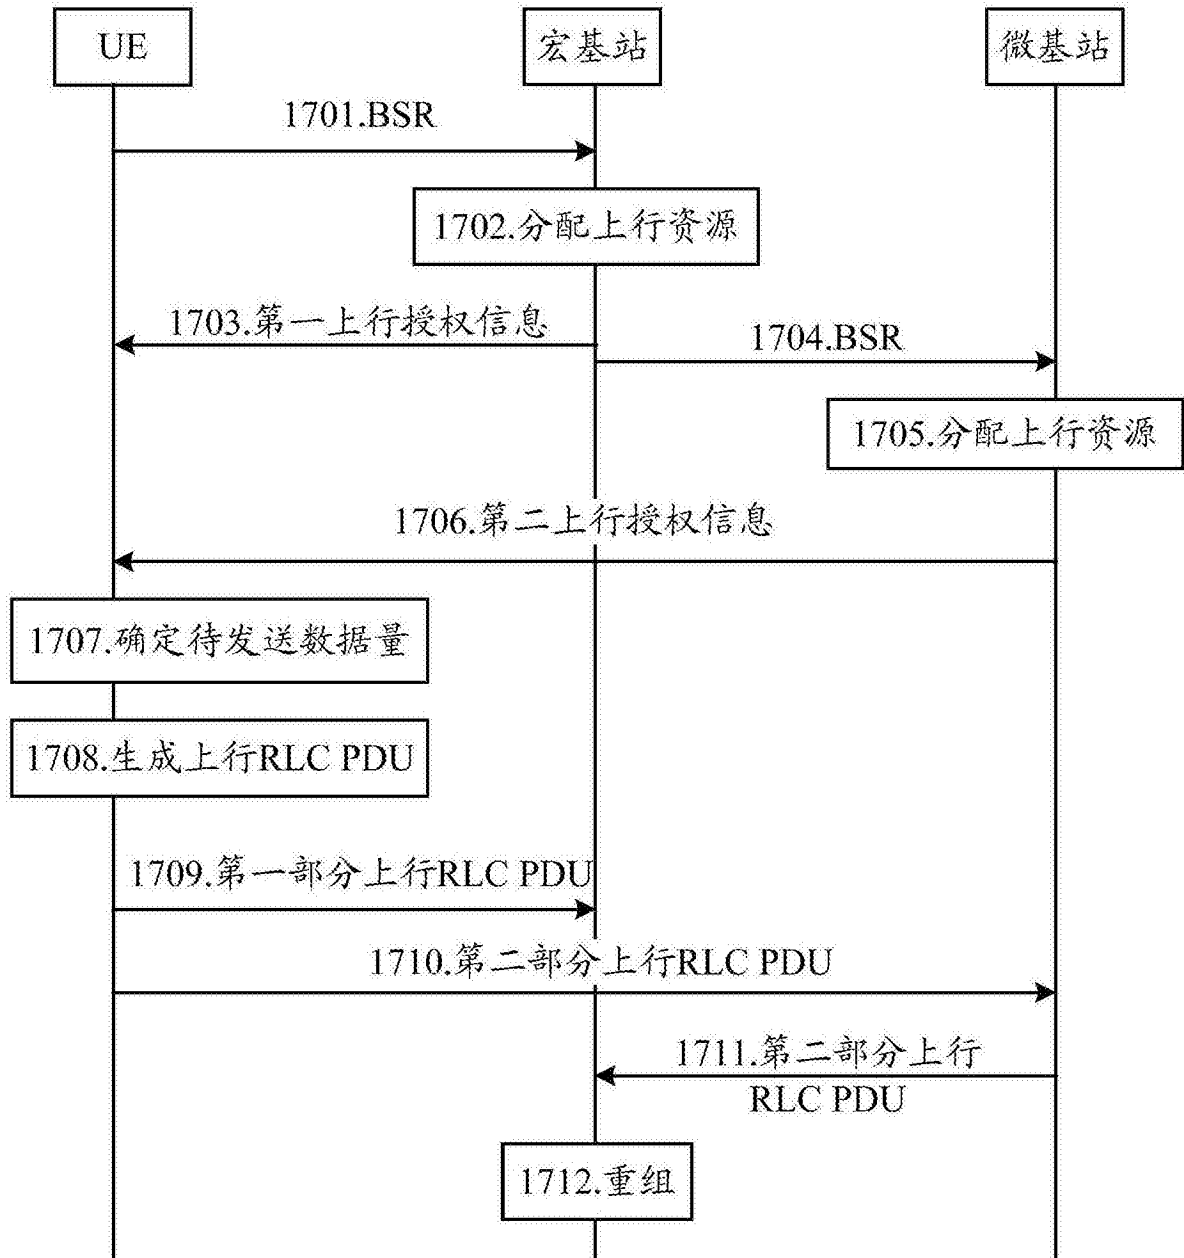 UE
宏基站
微基站
1701.BSR
1702.分配上行资源
1703.第一上行授权信息
1704.BSR
1705.分配上行资源
1706.第二上行授权信息
1707.确定待发送数据量
1708.生成上行RLC PDU
1709.第一部分上行RLC PDU
1710.第二部分上行RLC PDU
1711.第二部分上行
RLC PDU
1712.重组